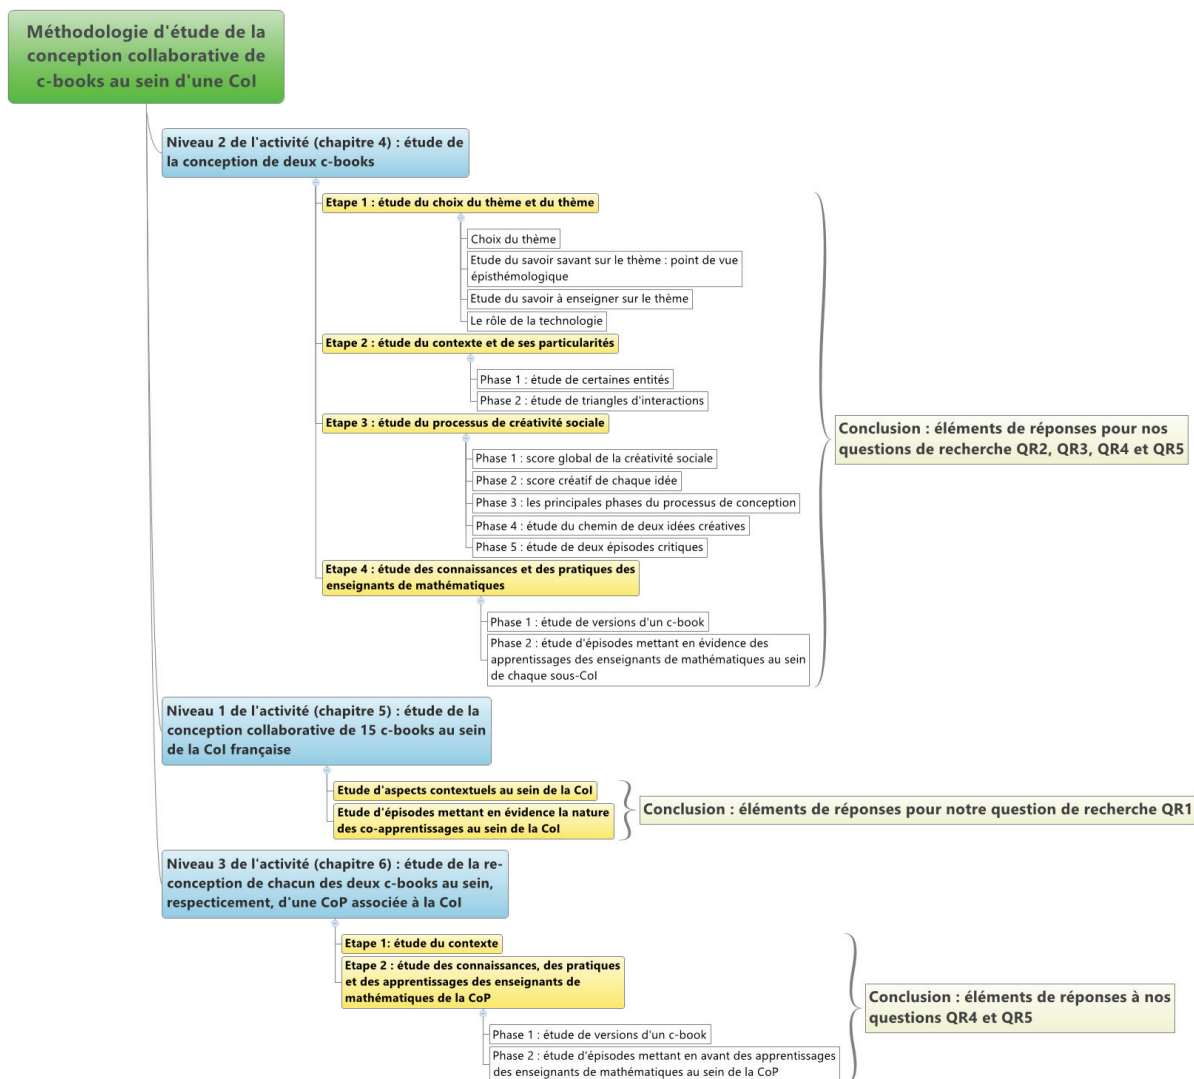 Méthodologie d'étude de la
conception collaborative de
c-books au sein d'une CoI
Niveau 2 de l'activité (chapitre 4) : étude de
la conception de deux c-books
Etape 1 : étude du choix du thème et du thème
Choix du thème
Etude du savoir savant sur le thème : point de vue
épisthémologique
Etude du savoir à enseigner sur le thème
Le rôle de la technologie
Etape 2 : étude du contexte et de ses particularités
Phase 1 : étude de certaines entités
Phase 2 : étude de triangles d'interactions
Etape 3 : étude du processus de créativité sociale
Phase 1 : score global de la créativité sociale
Phase 2 : score créatif de chaque idée
Phase 3 : les principales phases du processus de conception
Phase 4 : étude du chemin de deux idées créatives
Phase 5 : étude de deux épisodes critiques
Etape 4 : étude des connaissances et des pratiques des
enseignants de mathématiques
Phase 1 : étude de versions d'un c-book
Phase 2 : étude d'épisodes mettant en évidence des
apprentissages des enseignants de mathématiques au sein
de chaque sous-CoI
Conclusion : éléments de réponses pour nos
questions de recherche QR2, QR3, QR4 et QR5
Niveau 1 de l'activité (chapitre 5) : étude de la
conception collaborative de 15 c-books au sein
de la CoI française
Etude d'aspects contextuels au sein de la CoI
Etude d'épisodes mettant en évidence la nature
des co-apprentissages au sein de la CoI
Conclusion : éléments de réponses pour notre question de recherche QR1
Niveau 3 de l'activité (chapitre 6) : étude de la re-
conception de chacun des deux c-books au sein,
respecticement, d'une CoP associée à la CoI
Etape 1: étude du contexte
Etape 2 : étude des connaissances, des pratiques
et des apprentissages des enseignants de
mathématiques de la CoP
Phase 1 : étude de versions d'un c-book
Phase 2 : étude d'épisodes mettant en avant des apprentissages
des enseignants de mathématiques au sein de la CoP
Conclusion : éléments de réponses à nos
questions QR4 et QR5